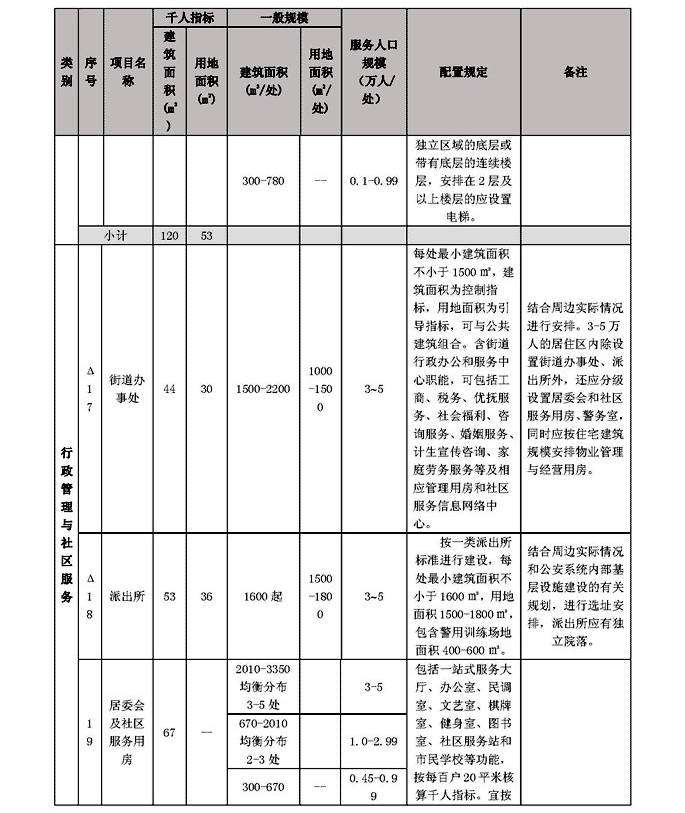 类别
序号
项目名称
千人指标
建筑面积(㎡)
用地面积(㎡)
一般规模
建筑面积(㎡/处)
用地面积(㎡/处)
服务人口规模(万人/处)
配置规定
备注
300-780
--
0.1-0.99
独立区域的底层或
带有底层的连续楼
层，安排在2层及
以上楼层的应设置
电梯。
小计
120
53
行政管理与社区服务
Δ17
街道办
事处
44
30
1500-2200
1000
-150
0
3~5
每处最小建筑面积
不小于1500㎡，建
筑面积为控制指
标，用地面积为引
导指标，可与公共
建筑组合。含街道
行政办公和服务中
心职能，可包括工
商、税务、优抚服
务、社会福利、咨
询服务、婚姻服务、
计生宣传咨询、家
庭劳务服务等及相
应管理用房和社区
服务信息网络中
心。
结合周边实际情况
进行安排。3-5万
人的居住区内除设
置街道办事处、派
出所外，还应分级
设置居委会和社区
服务用房、警务室，
同时应按住宅建筑
规模安排物业管理
与经营用房。
Δ18
派出所
53
36
1600起
1500
-180
0
3~5
按一类派出所
标准进行建设，每
处最小建筑面积不
小于1600㎡，用地
面积1500-1800㎡，
包含警用训练场地
面积400-600㎡。
结合周边实际情况
和公安系统内部基
层设施建设的有关
规划，进行选址安
排，派出所应有独
立院落。
19
居委会
及社区
服务用
房
67
--
2010-3350
均衡分布
3-5处
3-5
670-2010
均衡分布
2-3处
1.0-2.99
300-670
--
0.45-0.9
9
包括一站式服务大
厅、办公室、民调
室、文艺室、棋牌
室、健身室、图书
室、社区服务站和
市民学校等功能，
按每百户20平米核
算千人指标。宜按